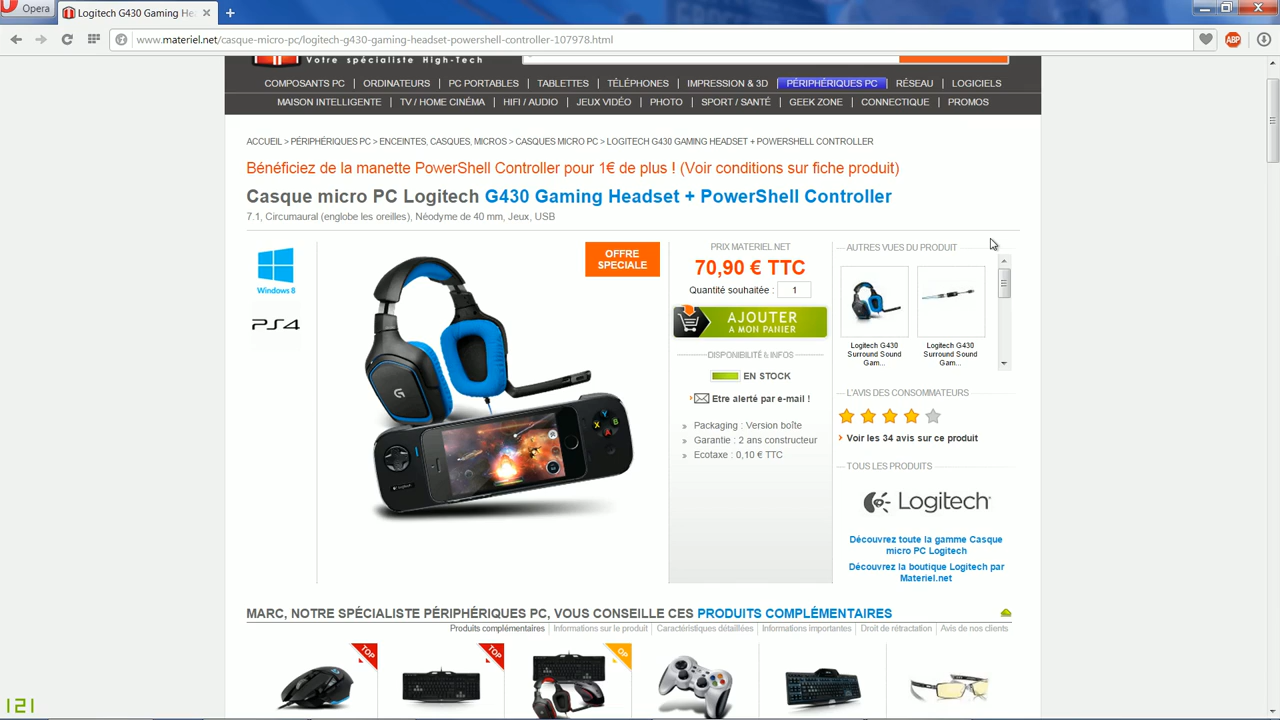 Opera
Logitech G430 Gaming He
www.materiel.net/casque-micro-pc/logitech-g430-gaming-headset-powershell-controller-107978.html
ABP
Votre spécialiste High-Tech
COMPOSANTS PC ORDINATEURS PC PORTABLES TABLETTES TÉLÉPHONES IMPRESSION & 3D PÉRIPHÉRIQUES PC RÉSEAU LOGICIELS
MAISON INTELLIGENTE TV / HOME CINÉMA HIFI / AUDIO JEUX VIDÉO PHOTO SPORT / SANTÉ GEEK ZONE CONNECTIQUE PROMOS
ACCUEIL > PÉRIPHÉRIQUES PC > ENCEINTES, CASQUES, MICROS > CASQUES MICRO PC > LOGITECH G430 GAMING HEADSET + POWERSHELL CONTROLLER
Bénéficiez de la manette PowerShell Controller pour 1€ de plus ! (Voir conditions sur fiche produit)
Casque micro PC Logitech G430 Gaming Headset + PowerShell Controller
7.1, Circumaural (englobe les oreilles), Néodyme de 40 mm, Jeux, USB
Windows 8
PS4
OFFRE
SPECIALE
G
Y
X B
A
Logitech
PRIX MATERIEL.NET
70,90 € TTC
Quantité souhaitée : 1
AJOUTER
A MON PANIER
DISPONIBILITÉ & INFOS
EN STOCK
Etre alerté par e-mail !
» Packaging : Version boîte
» Garantie : 2 ans constructeur
» Ecotaxe : 0,10 € TTC
AUTRES VUES DU PRODUIT
Logitech G430
Surround Sound
Gam...
Logitech G430
Surround Sound
Gam...
L'AVIS DES CONSOMMATEURS
Voir les 34 avis sur ce produit
TOUS LES PRODUITS
Logitech
Découvrez toute la gamme Casque
micro PC Logitech
Découvrez la boutique Logitech par
Materiel.net
MARC, NOTRE SPÉCIALISTE PÉRIPHÉRIQUES PC, VOUS CONSEILLE CES PRODUITS COMPLÉMENTAIRES
Produits complémentaires Informations sur le produit Caractéristiques détaillées Informations importantes Droit de rétractation Avis de nos clients
TOP
TOP
OP
121